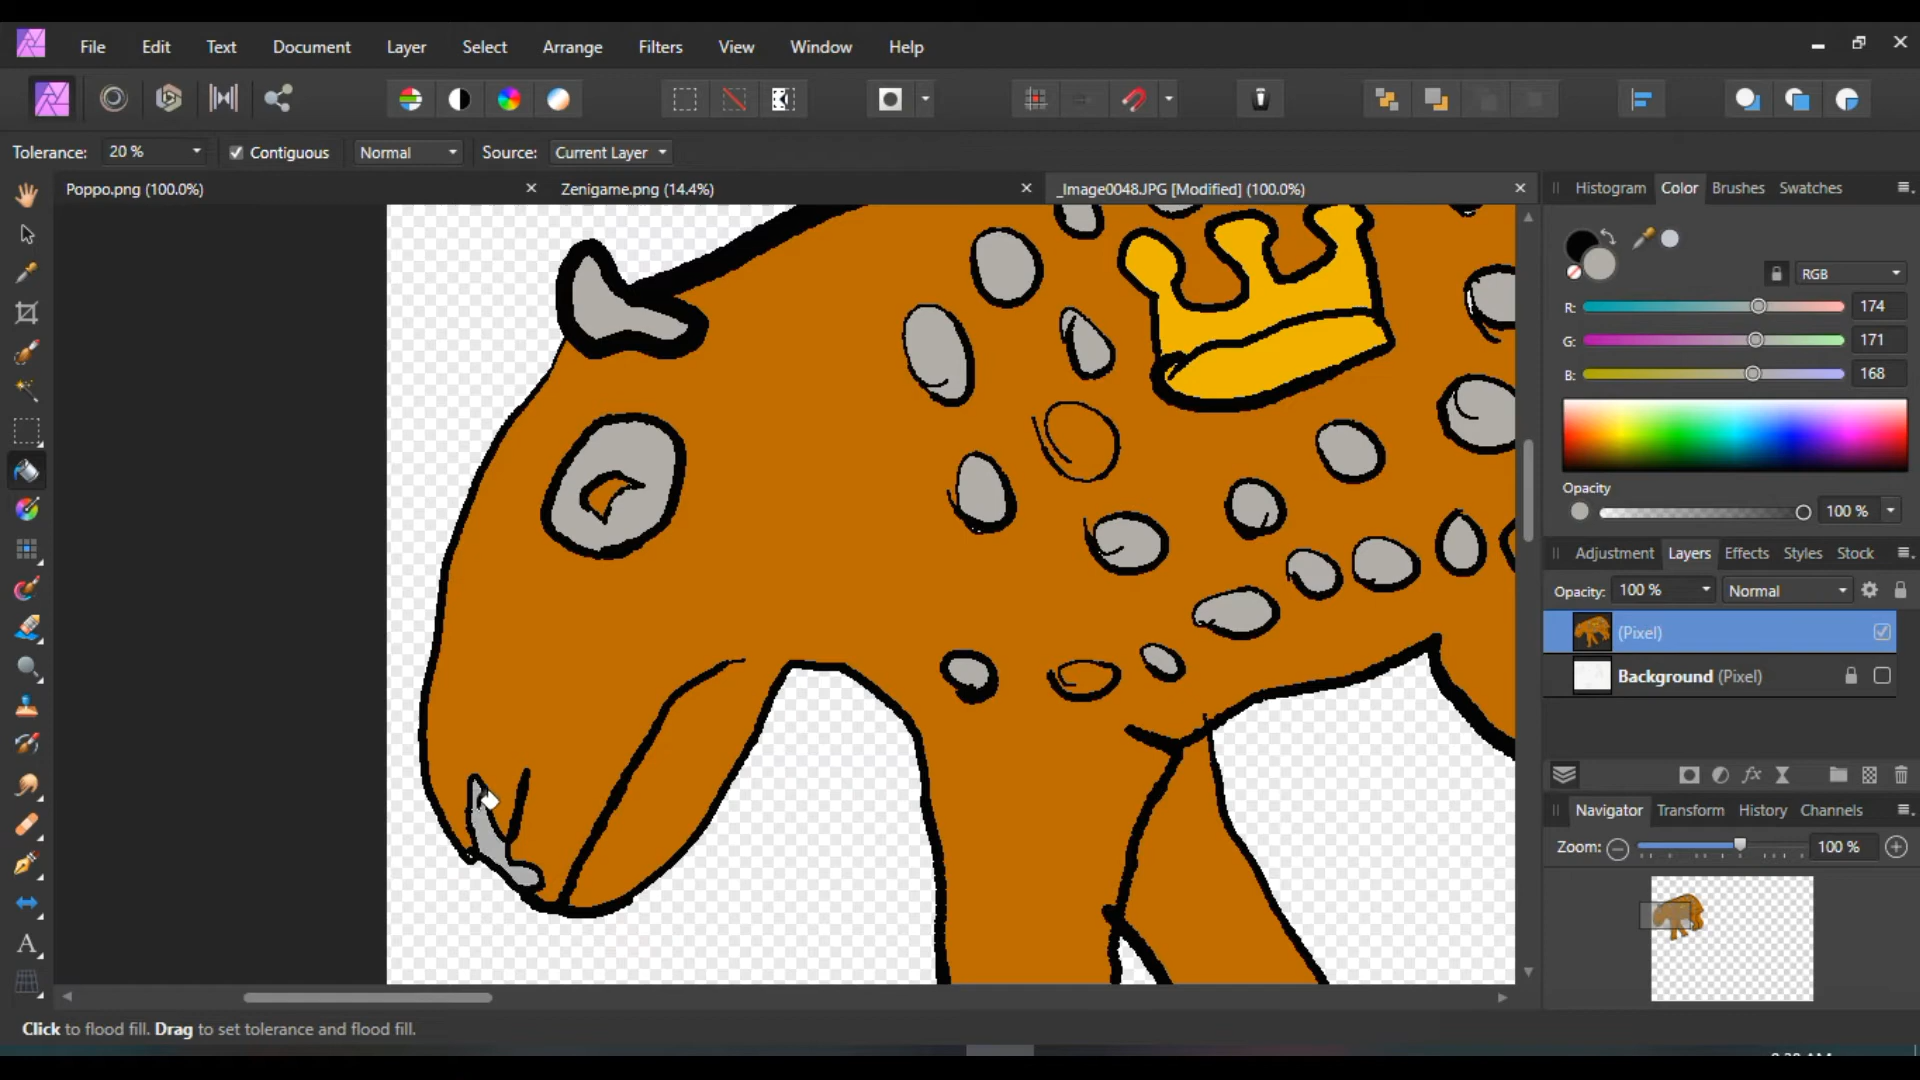 File Edit Text Document Layer Select Arrange Filters View Window Help
Tolerance: 20 % Contiguous Normal Source: Current Layer
Poppo.png (100.0%) Zenigame.png (14.4%) _Image0048.JPG [Modified] (100.0%)
Histogram Color Brushes Swatches
RGB
R: 174
G: 171
B: 168
Opacity
100 %
Adjustment Layers Effects Styles Stock
Opacity: 100 % Normal
(Pixel)
Background (Pixel)
fx
Navigator Transform History Channels
Zoom: 100 %
A
Click to flood fill. Drag to set tolerance and flood fill.